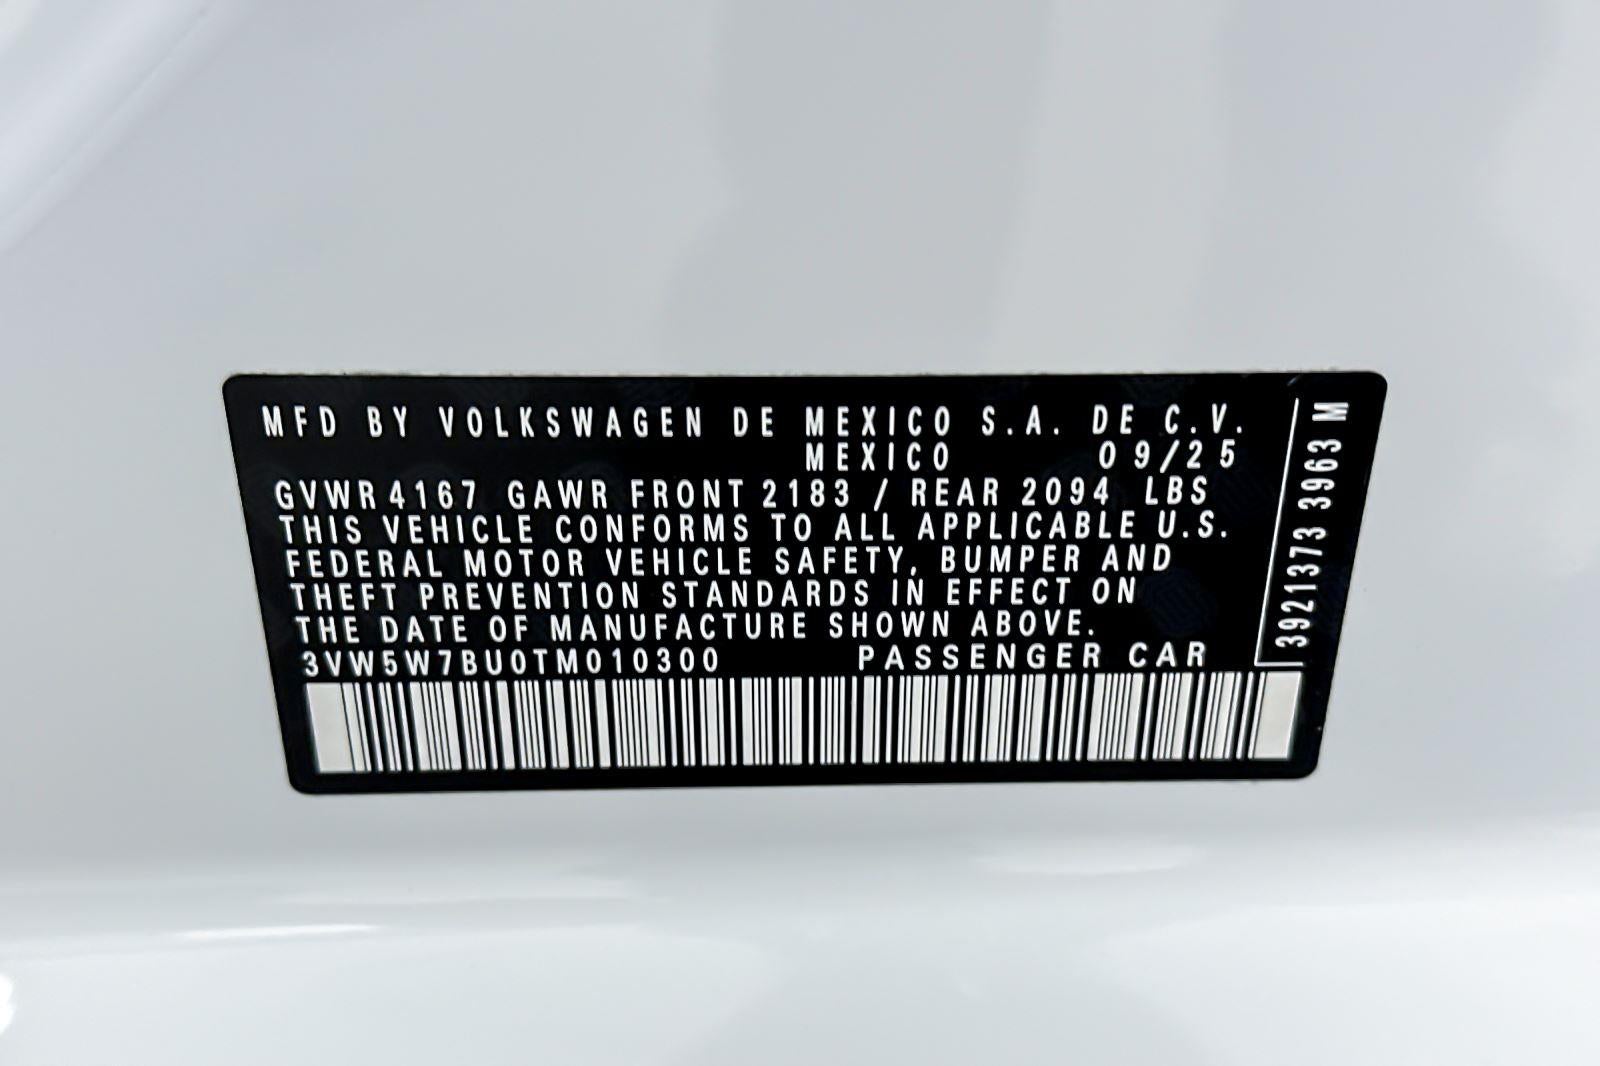 MFD BY VOLKSWAGEN DE MEXICO S.A. DE C.V.
MEXICO 09/25
GVWR 4167 GAWR FRONT 2183 / REAR 2094 LBS
THIS VEHICLE CONFORMS TO ALL APPLICABLE U.S.
FEDERAL MOTOR VEHICLE SAFETY, BUMPER AND
THEFT PREVENTION STANDARDS IN EFFECT ON
THE DATE OF MANUFACTURE SHOWN ABOVE.
3VW5W7BU0TM010300 PASSENGER CAR
3921373 3963 M